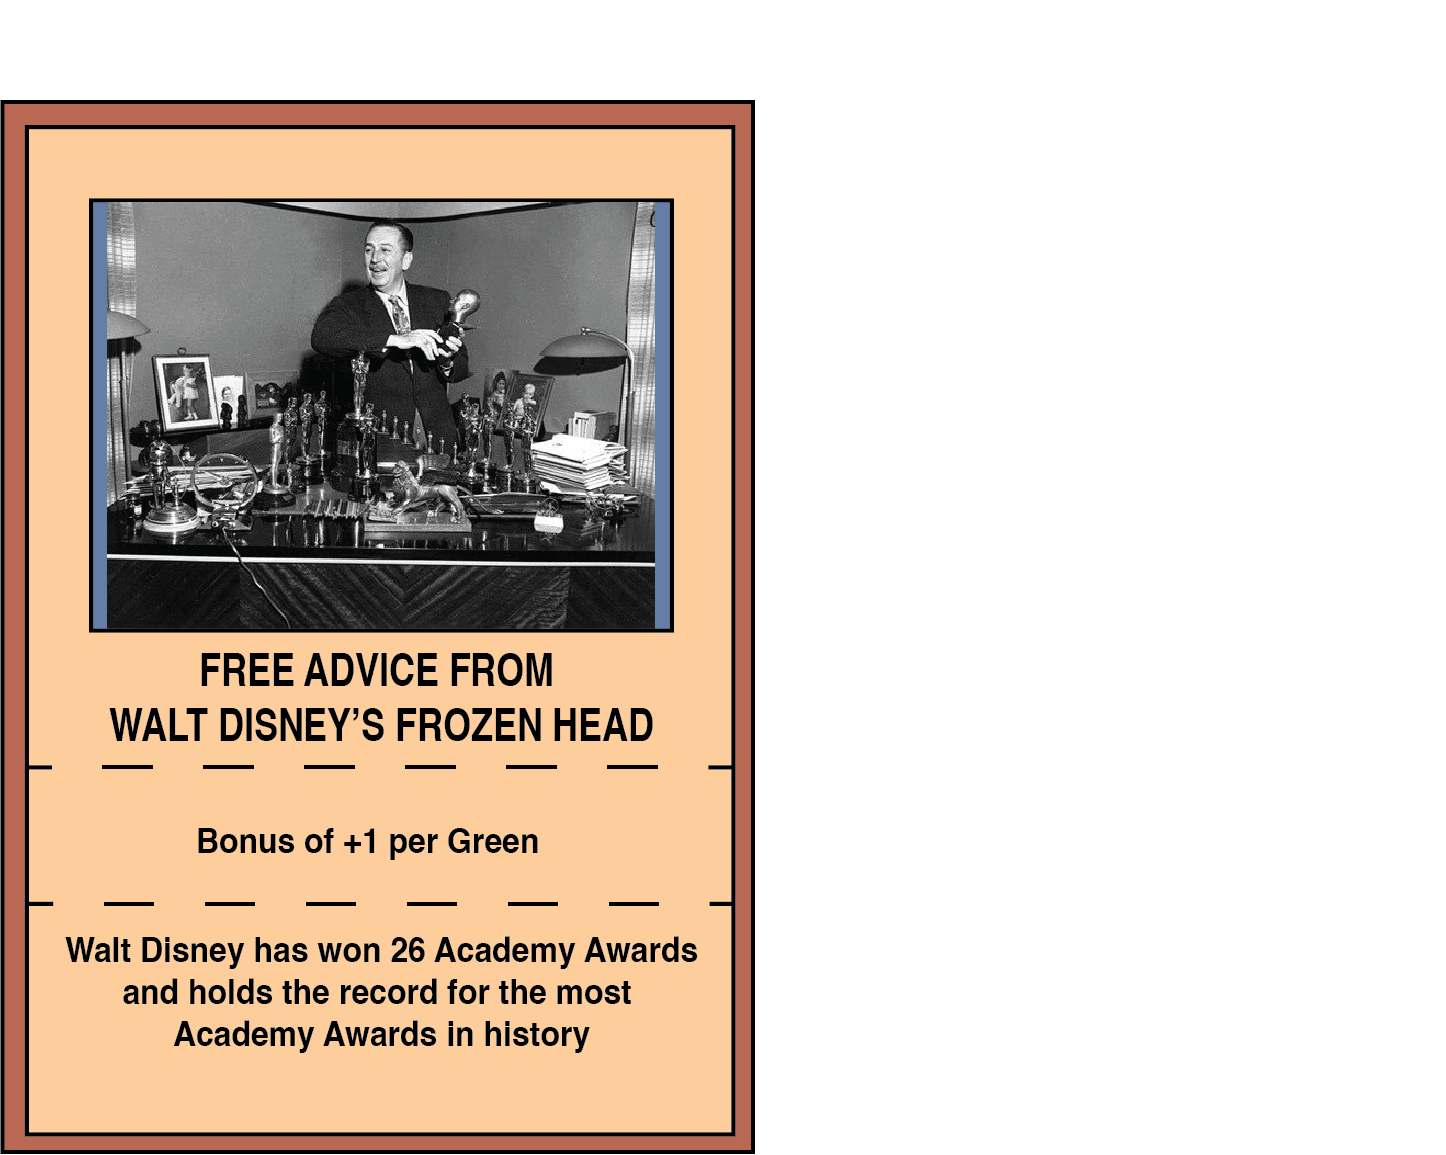 FREE ADVICE FROM
WALT DISNEY’S FROZEN HEAD
Bonus of +1 per Green
Walt Disney has won 26 Academy Awards
and holds the record for the most
Academy Awards in history